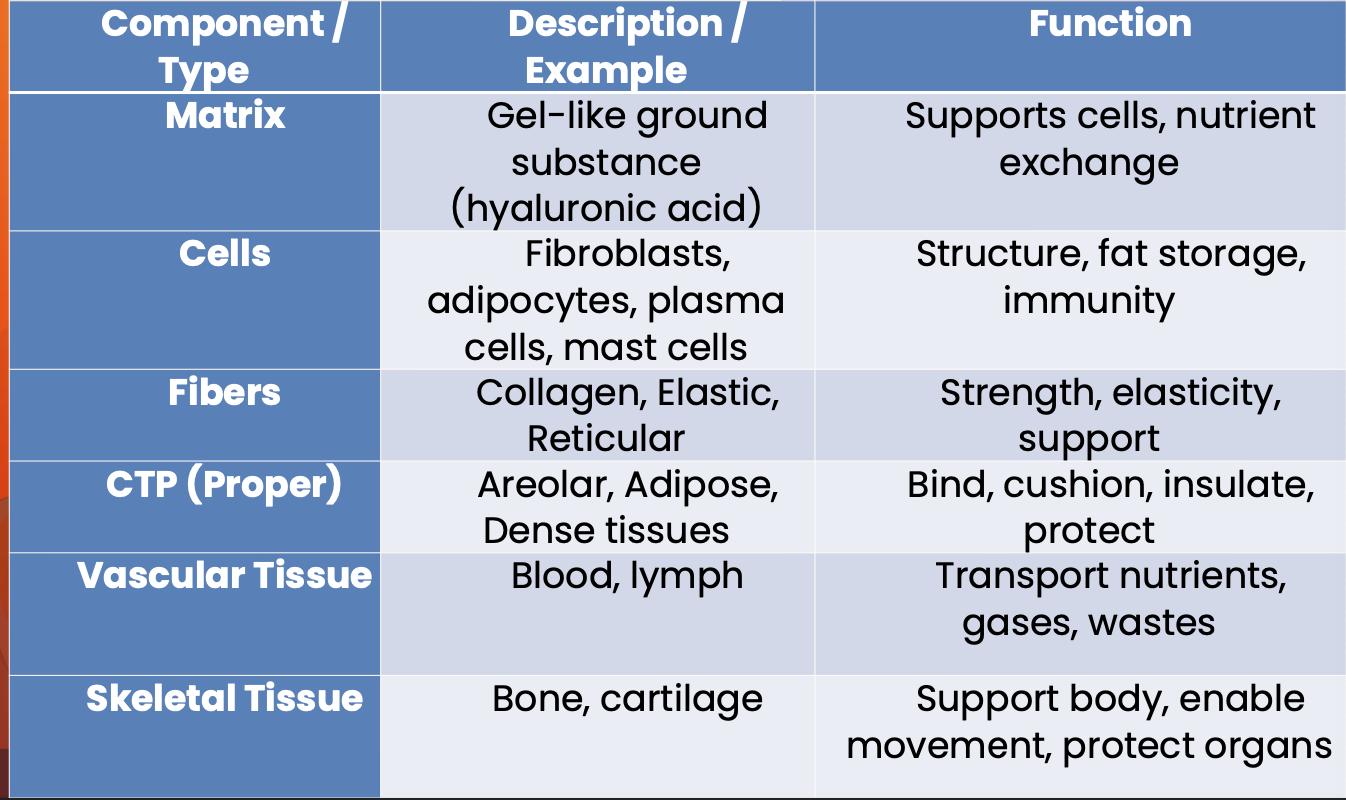 Component /
Type
Description /
Example
Function
Matrix
Gel-like ground
substance
(hyaluronic acid)
Supports cells, nutrient
exchange
Cells
Fibroblasts,
adipocytes, plasma
cells, mast cells
Structure, fat storage,
immunity
Fibers
Collagen, Elastic,
Reticular
Strength, elasticity,
support
CTP (Proper)
Areolar, Adipose,
Dense tissues
Bind, cushion, insulate,
protect
Vascular Tissue
Blood, lymph
Transport nutrients,
gases, wastes
Skeletal Tissue
Bone, cartilage
Support body, enable
movement, protect organs